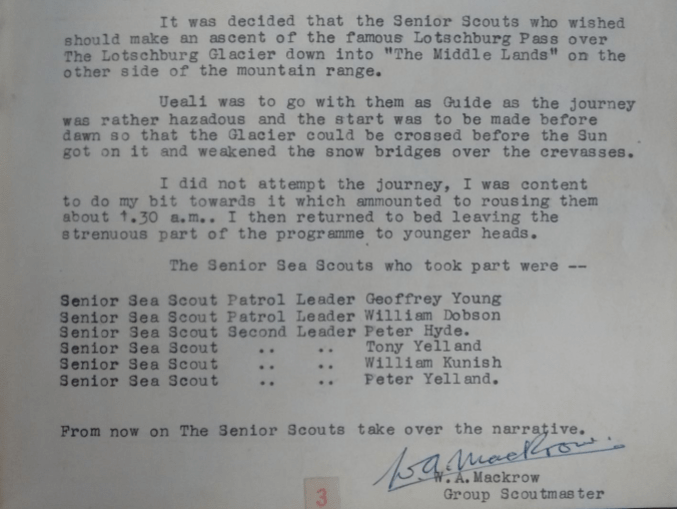 It was decided that the Senior Scouts who wished
should make an ascent of the famous Lotschburg Pass over
The Lotschburg Glacier down into "The Middle Lands" on the
other side of the mountain range.
Ueali was to go with them as Guide as the journey
was rather hazadous and the start was to be made before
dawn so that the Glacier could be crossed before the Sun
got on it and weakened the snow bridges over the crevasses.
I did not attempt the journey, I was content
to do my bit towards it which ammounted to rousing them
about 1.30 a.m.. I then returned to bed leaving the
strenuous part of the programme to younger heads.
The Senior Sea Scouts who took part were --
Senior Sea Scout Patrol Leader Geoffrey Young
Senior Sea Scout Patrol Leader William Dobson
Senior Sea Scout Second Leader Peter Hyde.
Senior Sea Scout .. .. Tony Yelland
Senior Sea Scout .. .. William Kunish
Senior Sea Scout .. .. Peter Yelland.
From now on The Senior Scouts take over the narrative.
W.A. Mackrow
W.A.Mackrow
Group Scoutmaster
3